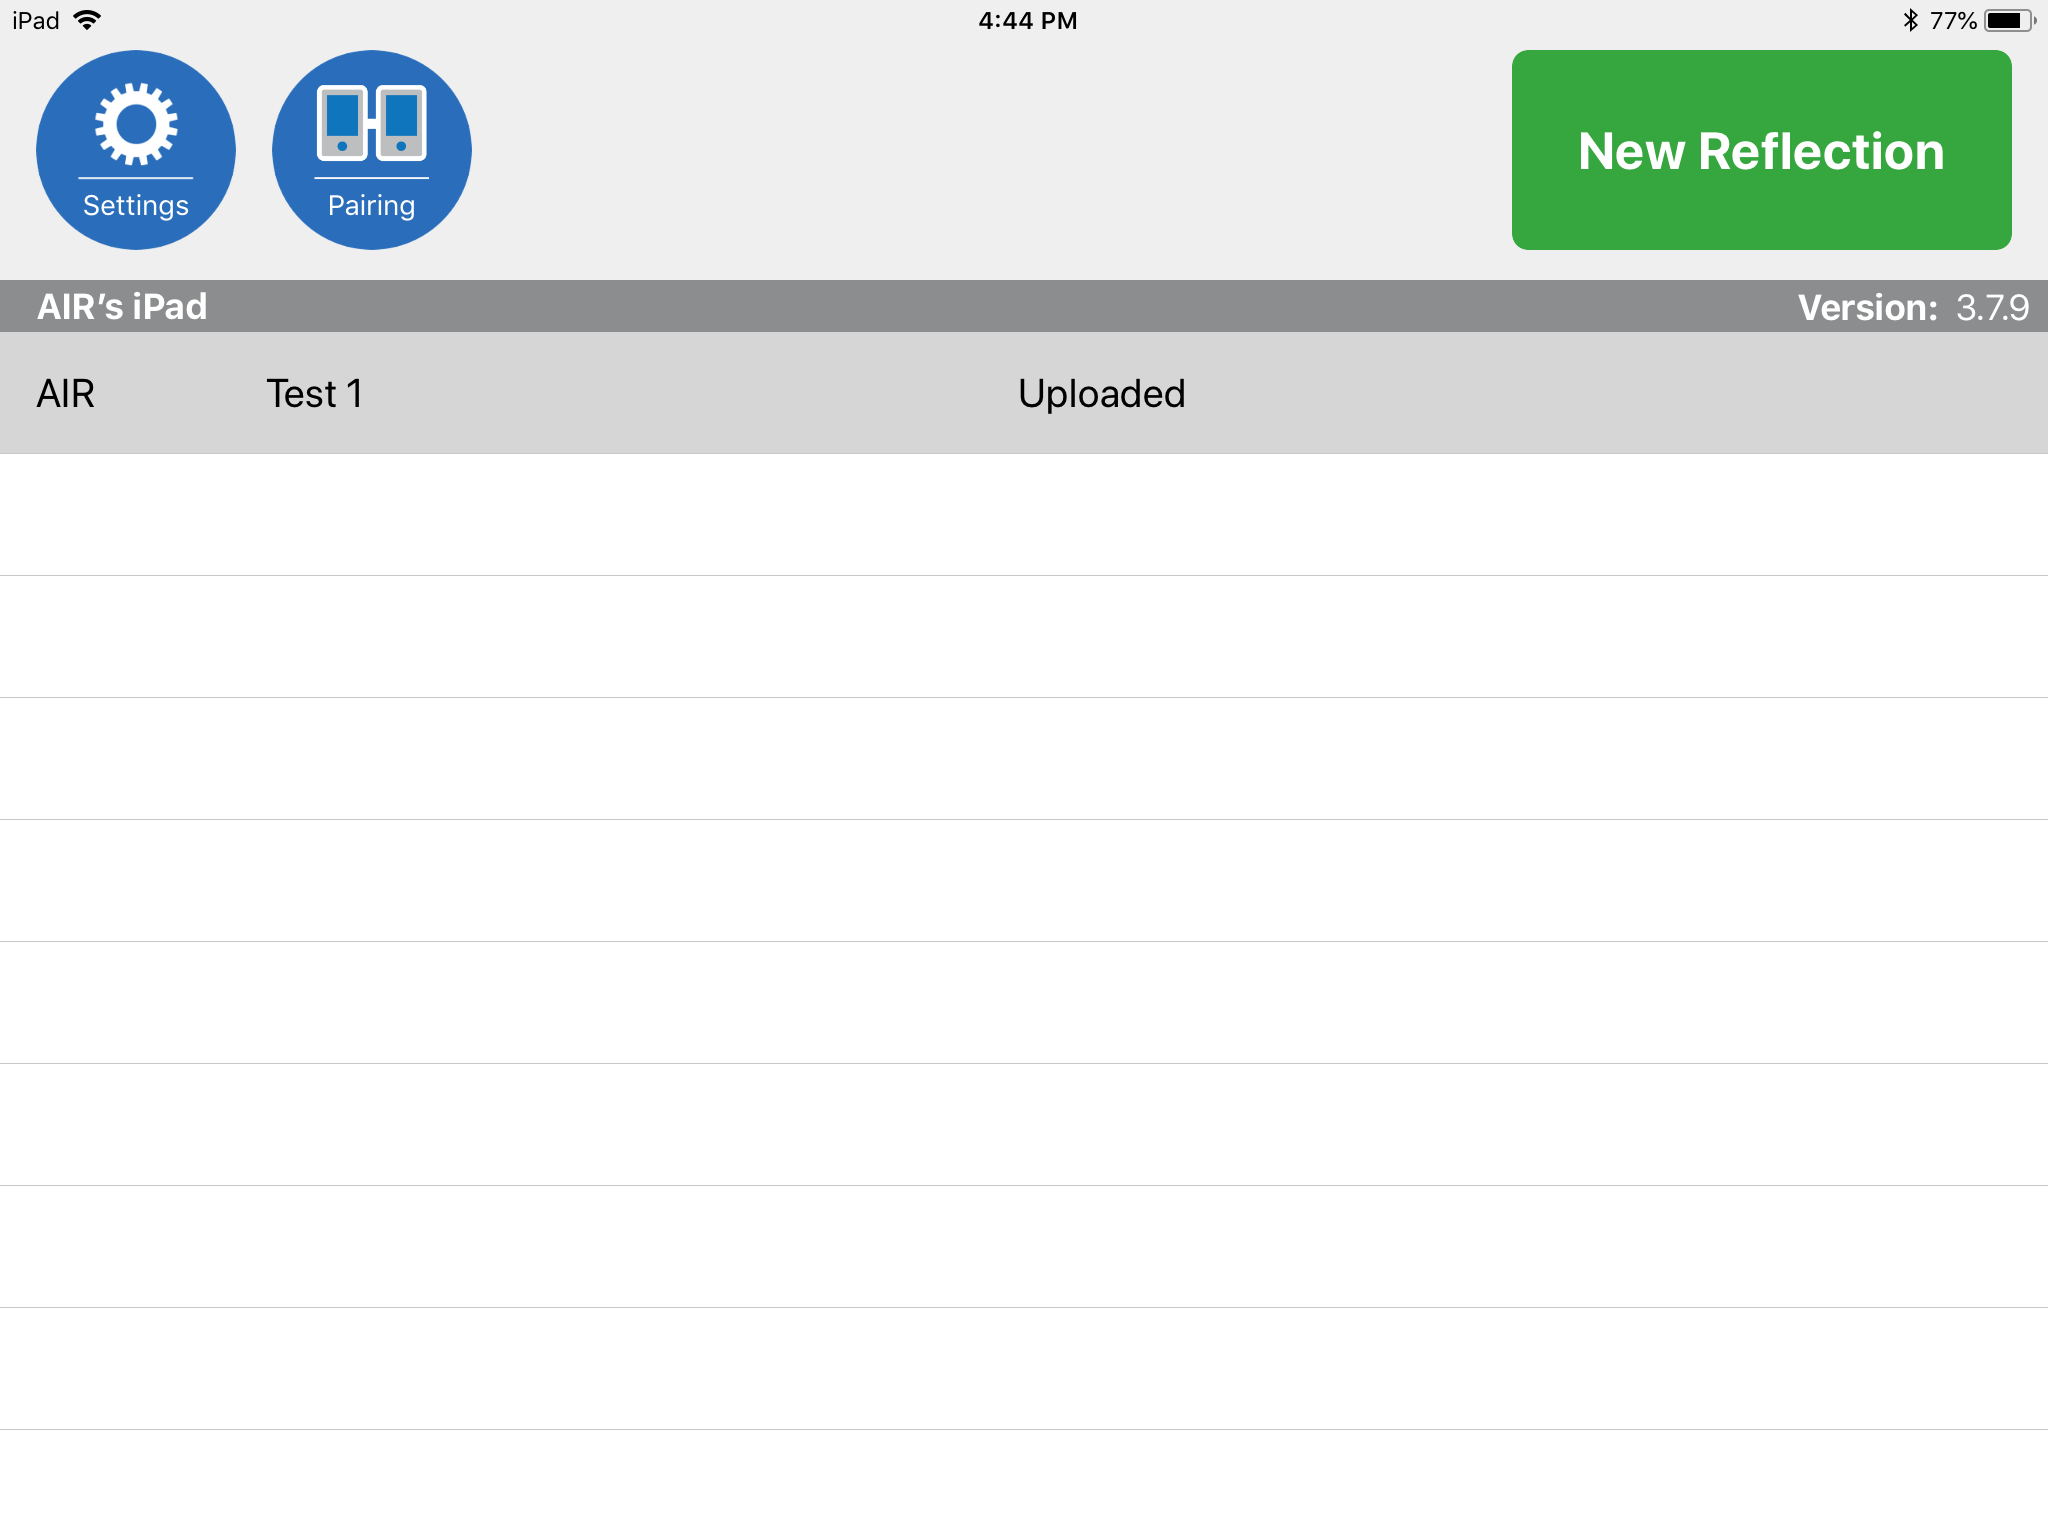 iPad 4:44 PM 77%
Settings Pairing New Reflection
AIR’s iPad Version: 3.7.9
AIR Test 1 Uploaded